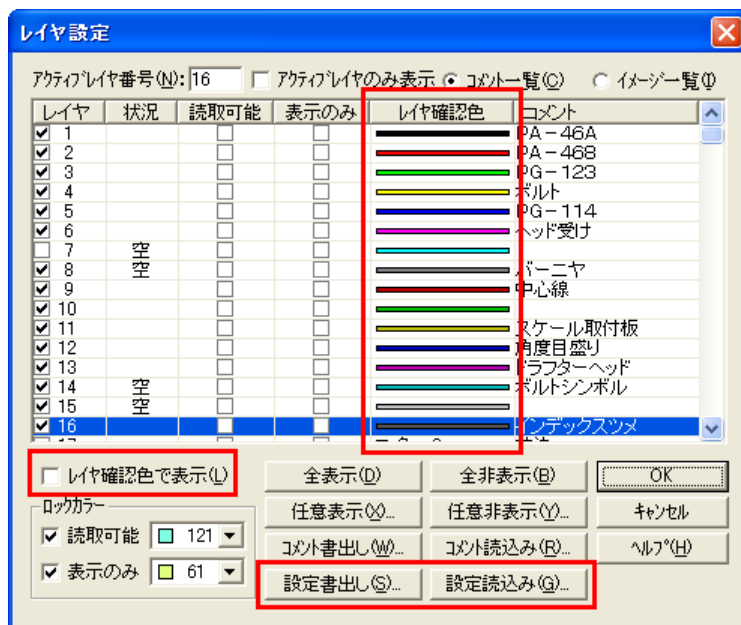 レイヤ設定
アクティブレイヤ番号(N): 16 アクティブレイヤのみ表示 コメント一覧(C) イメージ一覧(I)
レイヤ 状況 読取可能 表示のみ レイヤ確認色 コメント
1 PA-46A
2 PA-468
3 PG-123
4 ボルト
5 PG-114
6 ヘッド受け
7 空
8 空 バーニヤ
9 中心線
10
11 スケール取付板
12 角度目盛り
13 ドラフターヘッド
14 空 ボルトシンボル
15 空
16 インデックスツメ
レイヤ確認色で表示(L) 全表示(D) 全非表示(B) OK
ロックカラー 任意表示(X)... 任意非表示(Y)... キャンセル
読取可能 121 コメント書出し(W)... コメント読込み(R)... ヘルプ(H)
表示のみ 61 設定書出し(S)... 設定読込み(G)...